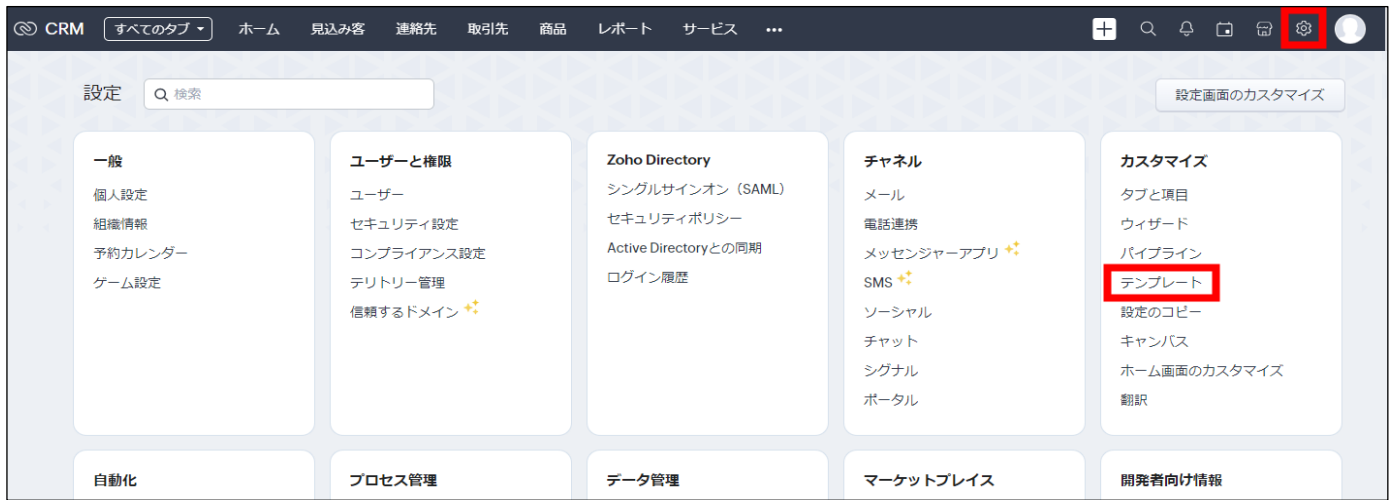 CRM すべてのタブ ホーム 見込み客 連絡先 取引先 商品 レポート サービス •••
設定 検索 設定画面のカスタマイズ
一般
個人設定
組織情報
予約カレンダー
ゲーム設定
ユーザーと権限
ユーザー
セキュリティ設定
コンプライアンス設定
テリトリー管理
信頼するドメイン
Zoho Directory
シングルサインオン（SAML）
セキュリティポリシー
Active Directoryとの同期
ログイン履歴
チャネル
メール
電話連携
メッセンジャーアプリ
SMS
ソーシャル
チャット
シグナル
ポータル
カスタマイズ
タブと項目
ウィザード
パイプライン
テンプレート
設定のコピー
キャンバス
ホーム画面のカスタマイズ
翻訳
自動化
プロセス管理
データ管理
マーケットプレイス
開発者向け情報